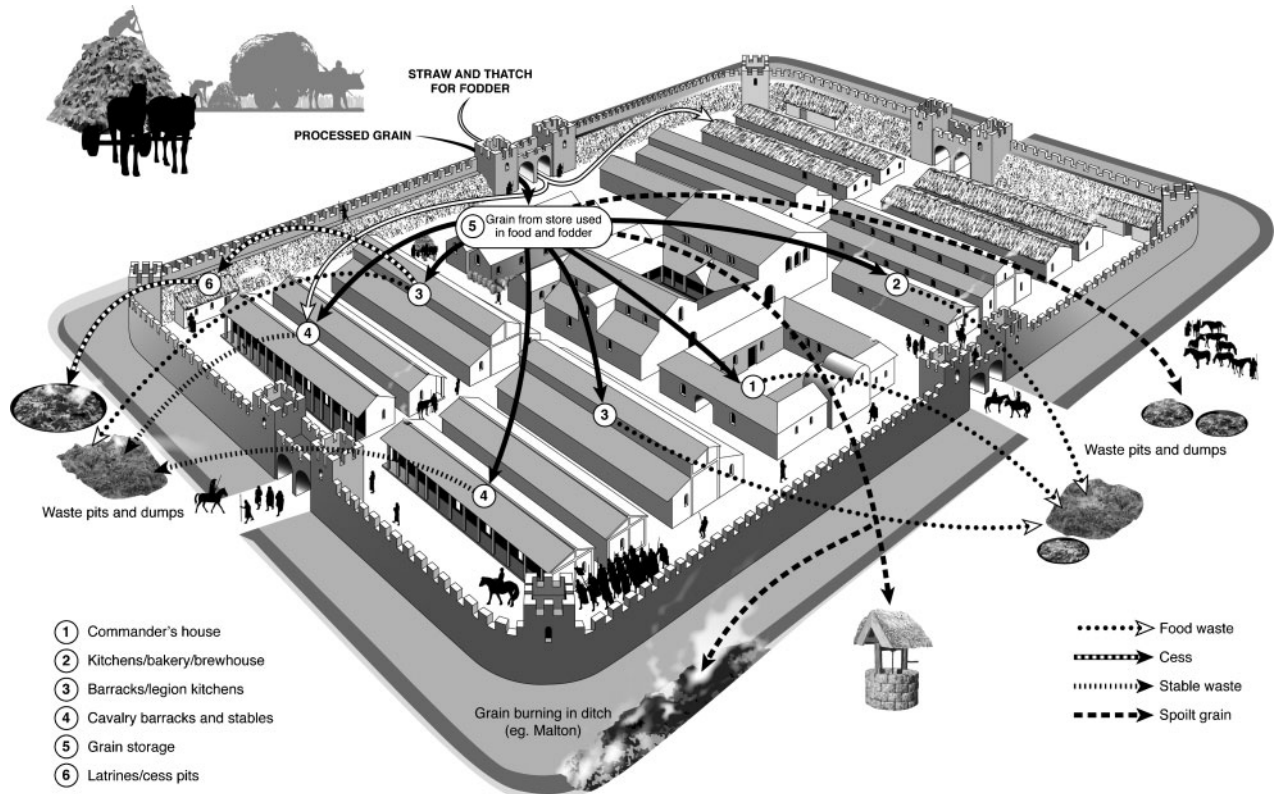 STRAW AND THATCH
FOR FODDER
PROCESSED GRAIN
5 Grain from store used
in food and fodder
6
3
2
4
1
3
4
Waste pits and dumps
Waste pits and dumps
Grain burning in ditch
(eg. Malton)
1 Commander's house
2 Kitchens/bakery/brewhouse
3 Barracks/legion kitchens
4 Cavalry barracks and stables
5 Grain storage
6 Latrines/cess pits
Food waste
Cess
Stable waste
Spoilt grain